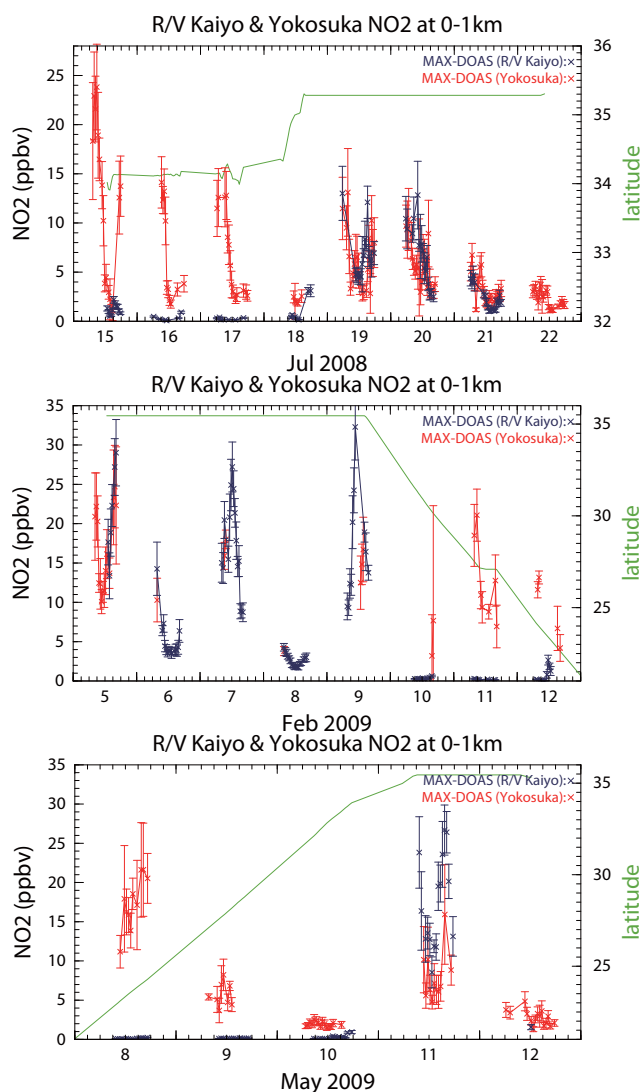 R/V Kaiyo & Yokosuka NO2 at 0-1km
MAX-DOAS (R/V Kaiyo):×
MAX-DOAS (Yokosuka):×
NO2 (ppbv)
30
25
20
15
10
5
0
36
35
34
33
32
latitude
15 16 17 18 19 20 21 22
Jul 2008
R/V Kaiyo & Yokosuka NO2 at 0-1km
MAX-DOAS (R/V Kaiyo):×
MAX-DOAS (Yokosuka):×
NO2 (ppbv)
35
30
25
20
15
10
5
0
35
30
25
latitude
5 6 7 8 9 10 11 12
Feb 2009
R/V Kaiyo & Yokosuka NO2 at 0-1km
MAX-DOAS (R/V Kaiyo):×
MAX-DOAS (Yokosuka):×
NO2 (ppbv)
35
30
25
20
15
10
5
0
35
30
25
latitude
8 9 10 11 12
May 2009